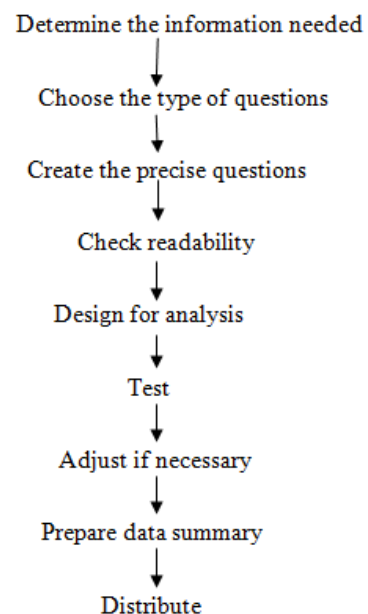 Determine the information needed
Choose the type of questions
Create the precise questions
Check readability
Design for analysis
Test
Adjust if necessary
Prepare data summary
Distribute